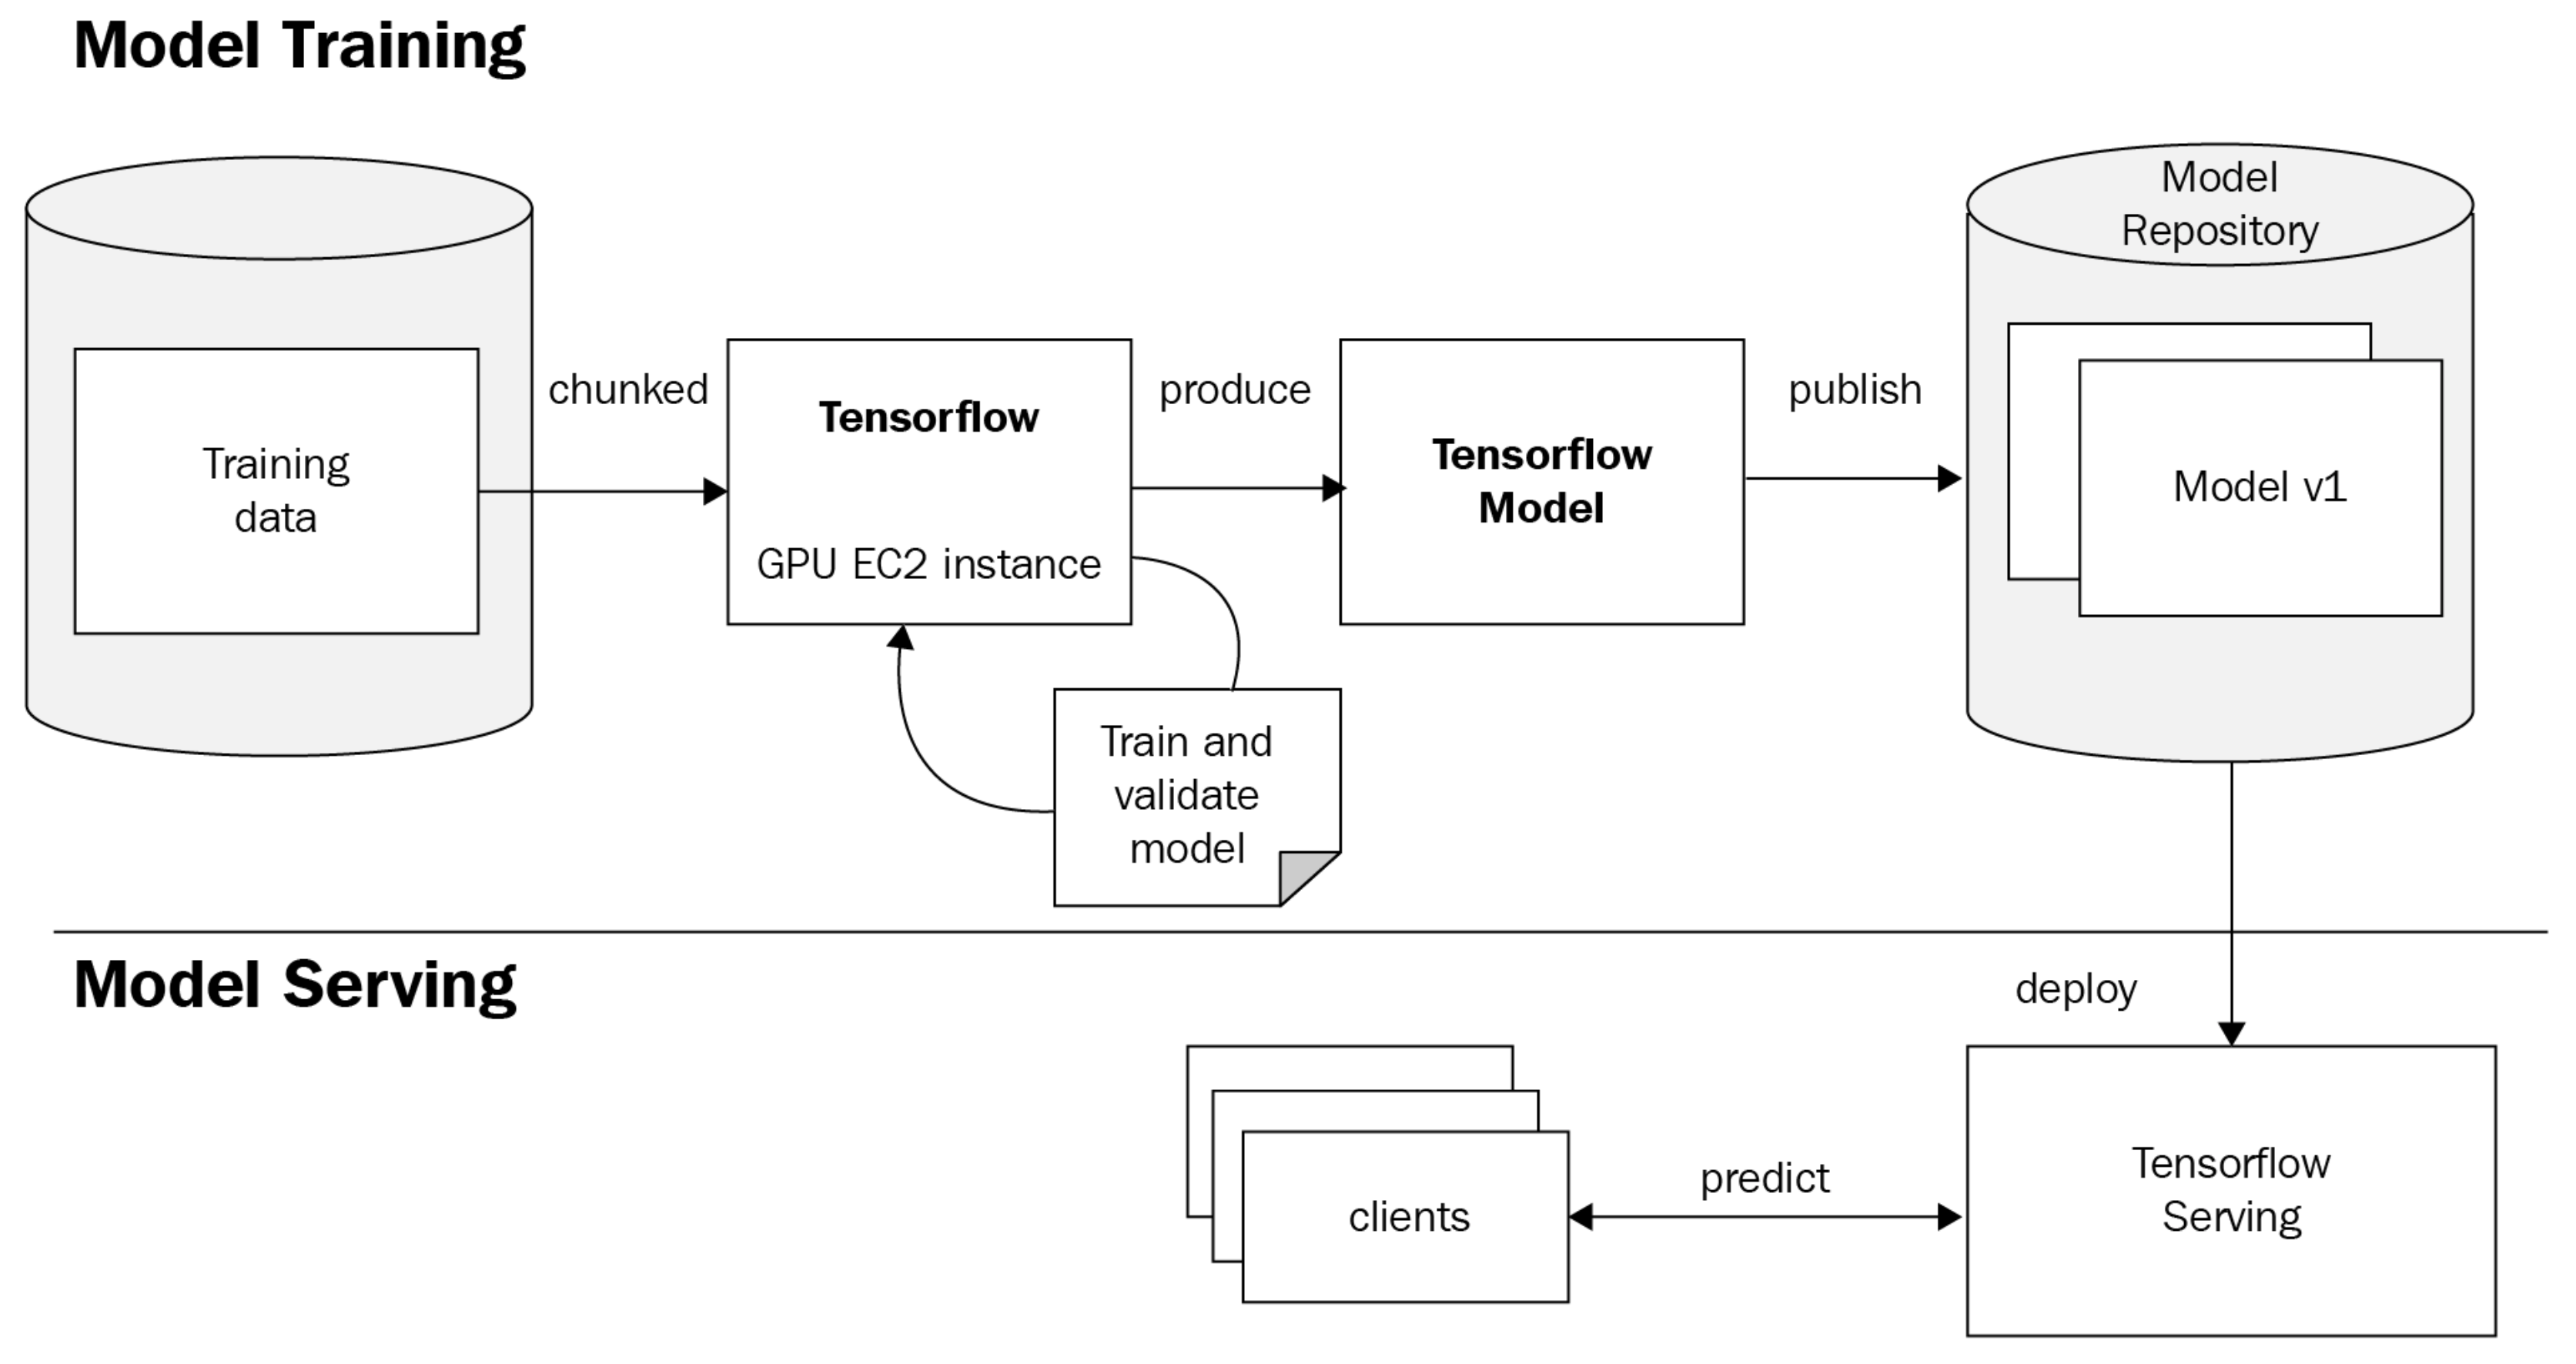 Model Training
Model
Repository
chunked
produce
publish
Training
data
Tensorflow
GPU EC2 instance
Tensorflow
Model
Model v1
Train and
validate
model
Model Serving
deploy
clients
predict
Tensorflow
Serving